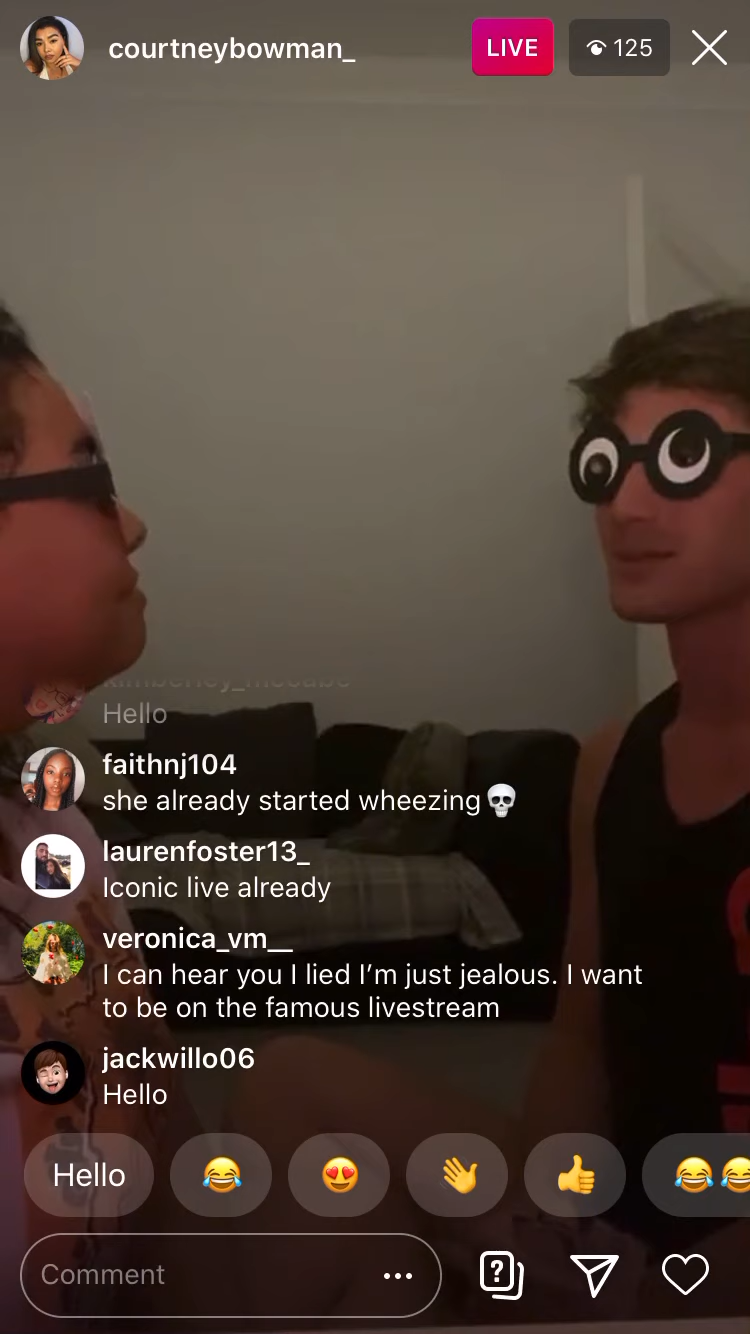 courtneybowman_
LIVE
125
Hello
faithnj104
she already started wheezing💀
laurenfoster13_
Iconic live already
veronica_vm__
I can hear you I lied I’m just jealous. I want
to be on the famous livestream
jackwillo06
Hello
Hello
Comment